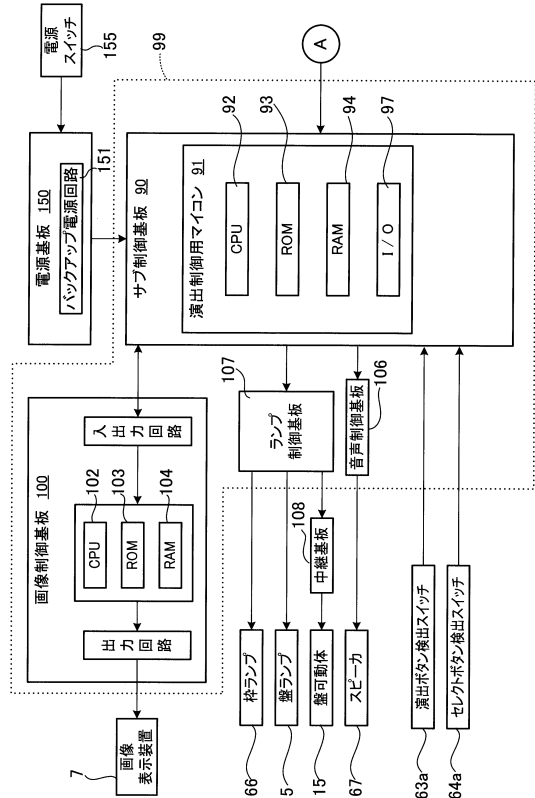 電源
スイッチ
155
99
電源基板 150
バックアップ電源回路
151
A
サブ制御基板 90
演出制御用マイコン 91
CPU
92
ROM
93
RAM
94
I/O
97
画像制御基板 100
入出力回路
CPU
102
ROM
103
RAM
104
出力回路
画像
表示装置
7
107
ランプ
制御基板
音声制御基板
106
108
中継基板
枠ランプ
66
盤ランプ
5
盤可動体
15
スピーカ
67
演出ボタン検出スイッチ
63a
セレクトボタン検出スイッチ
64a